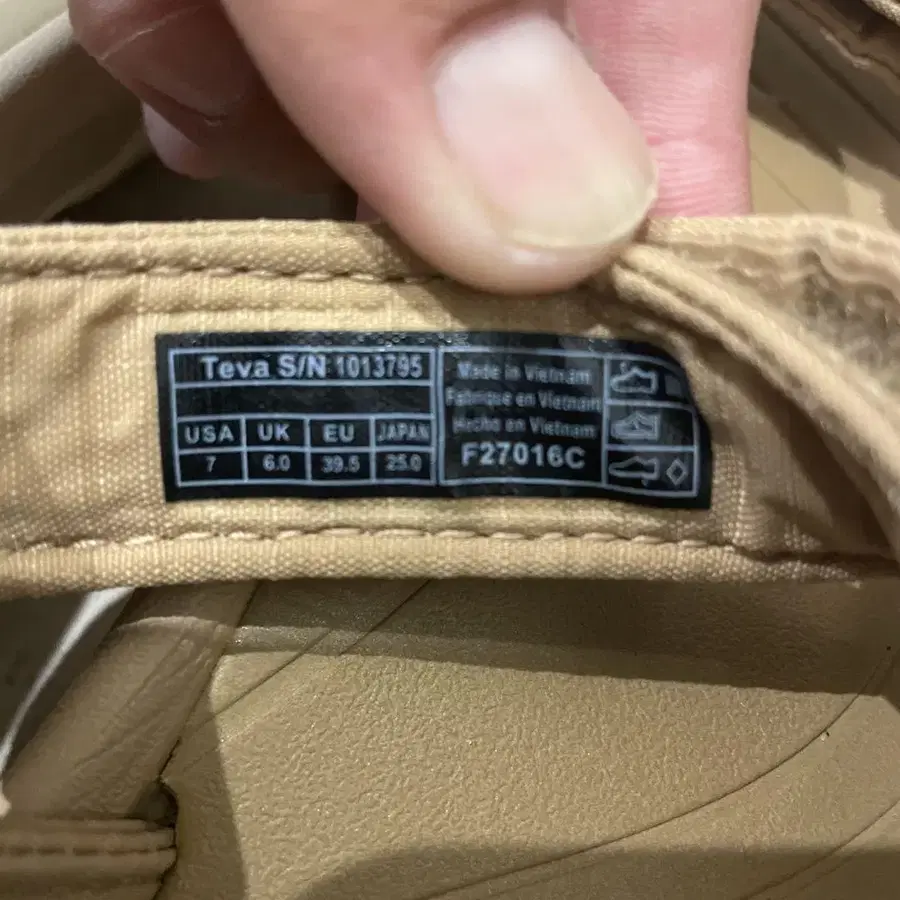 Teva S/N 1013795
USA UK EU JAPAN
7 6.0 39.5 25.0
Made in Vietnam
Fabrique en Vietnam
Hecho en Vietnam
F27016C